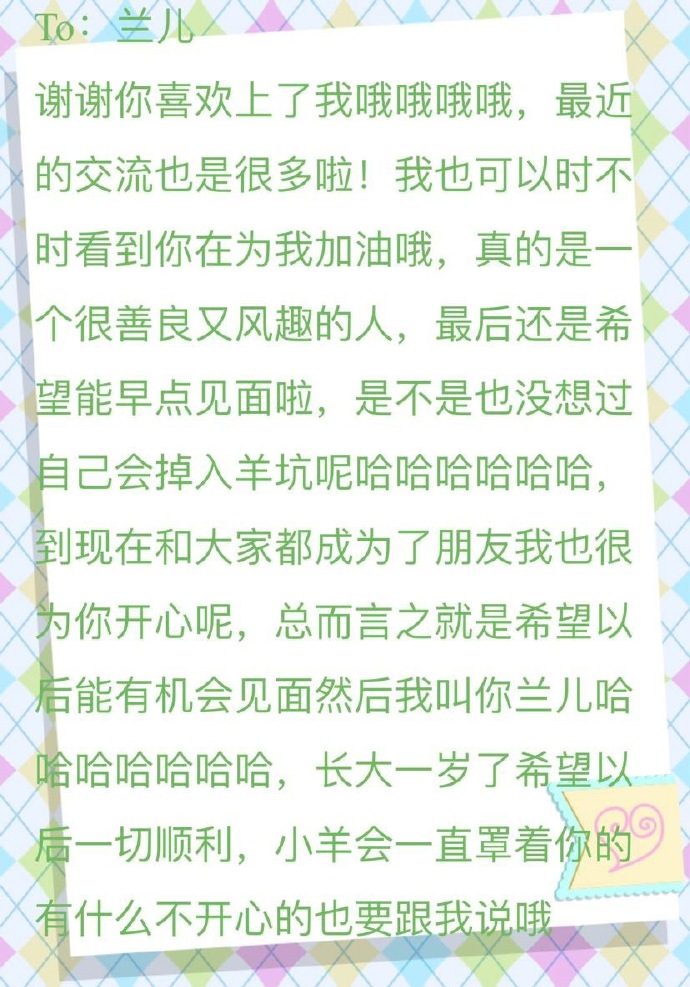 To：兰儿
谢谢你喜欢上了我哦哦哦哦，最近
的交流也是很多啦！我也可以时不
时看到你在为我加油哦，真的是一
个很善良又风趣的人，最后还是希
望能早点见面啦，是不是也没想过
自己会掉入羊坑呢哈哈哈哈哈哈，
到现在和大家都成为了朋友我也很
为你开心呢，总而言之就是希望以
后能有机会见面然后我叫你兰儿哈
哈哈哈哈哈哈，长大一岁了希望以
后一切顺利，小羊会一直罩着你的
有什么不开心的也要跟我说哦